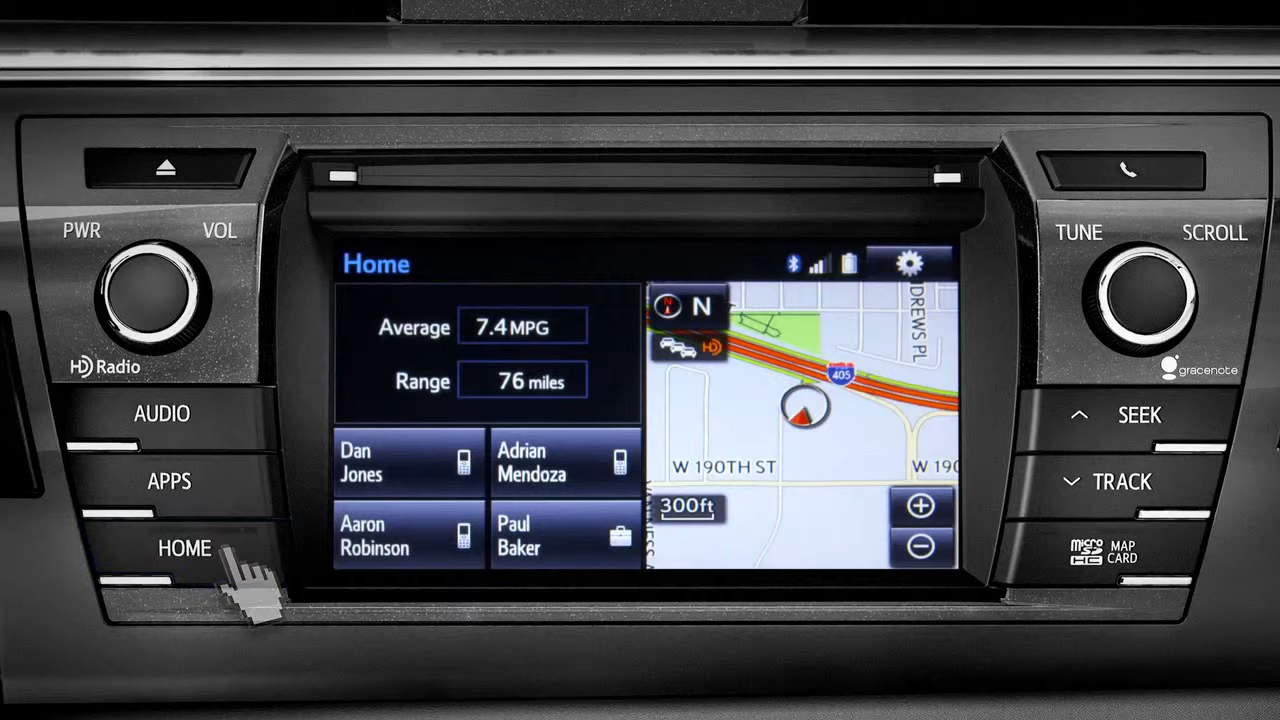 PWR
VOL
HD Radio
AUDIO
APPS
HOME
Home
Average 7.4 MPG
Range 76 miles
Dan
Jones
Adrian
Mendoza
Aaron
Robinson
Paul
Baker
N
N
HD
DREWS PL
405
W 190TH ST
W 190
300ft
TUNE
SCROLL
gracenote
SEEK
TRACK
micro
SD
HC
MAP
CARD